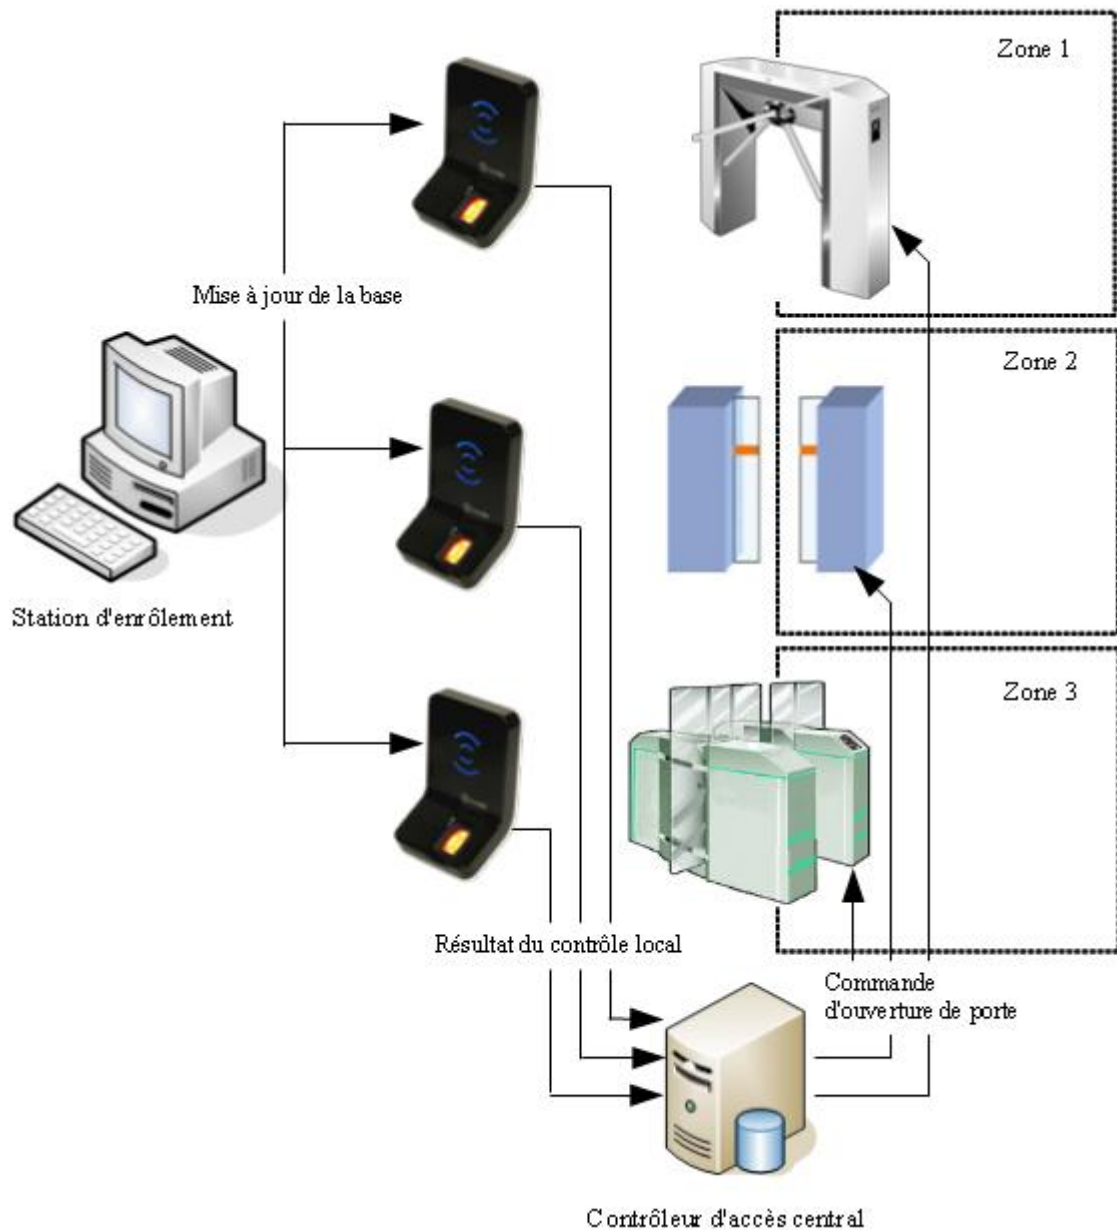 Zone 1
Mise à jour de la base
Zone 2
Station d'enrôlement
Zone 3
Résultat du contrôle local
Commande
d'ouverture de porte
Contrôleur d'accès central